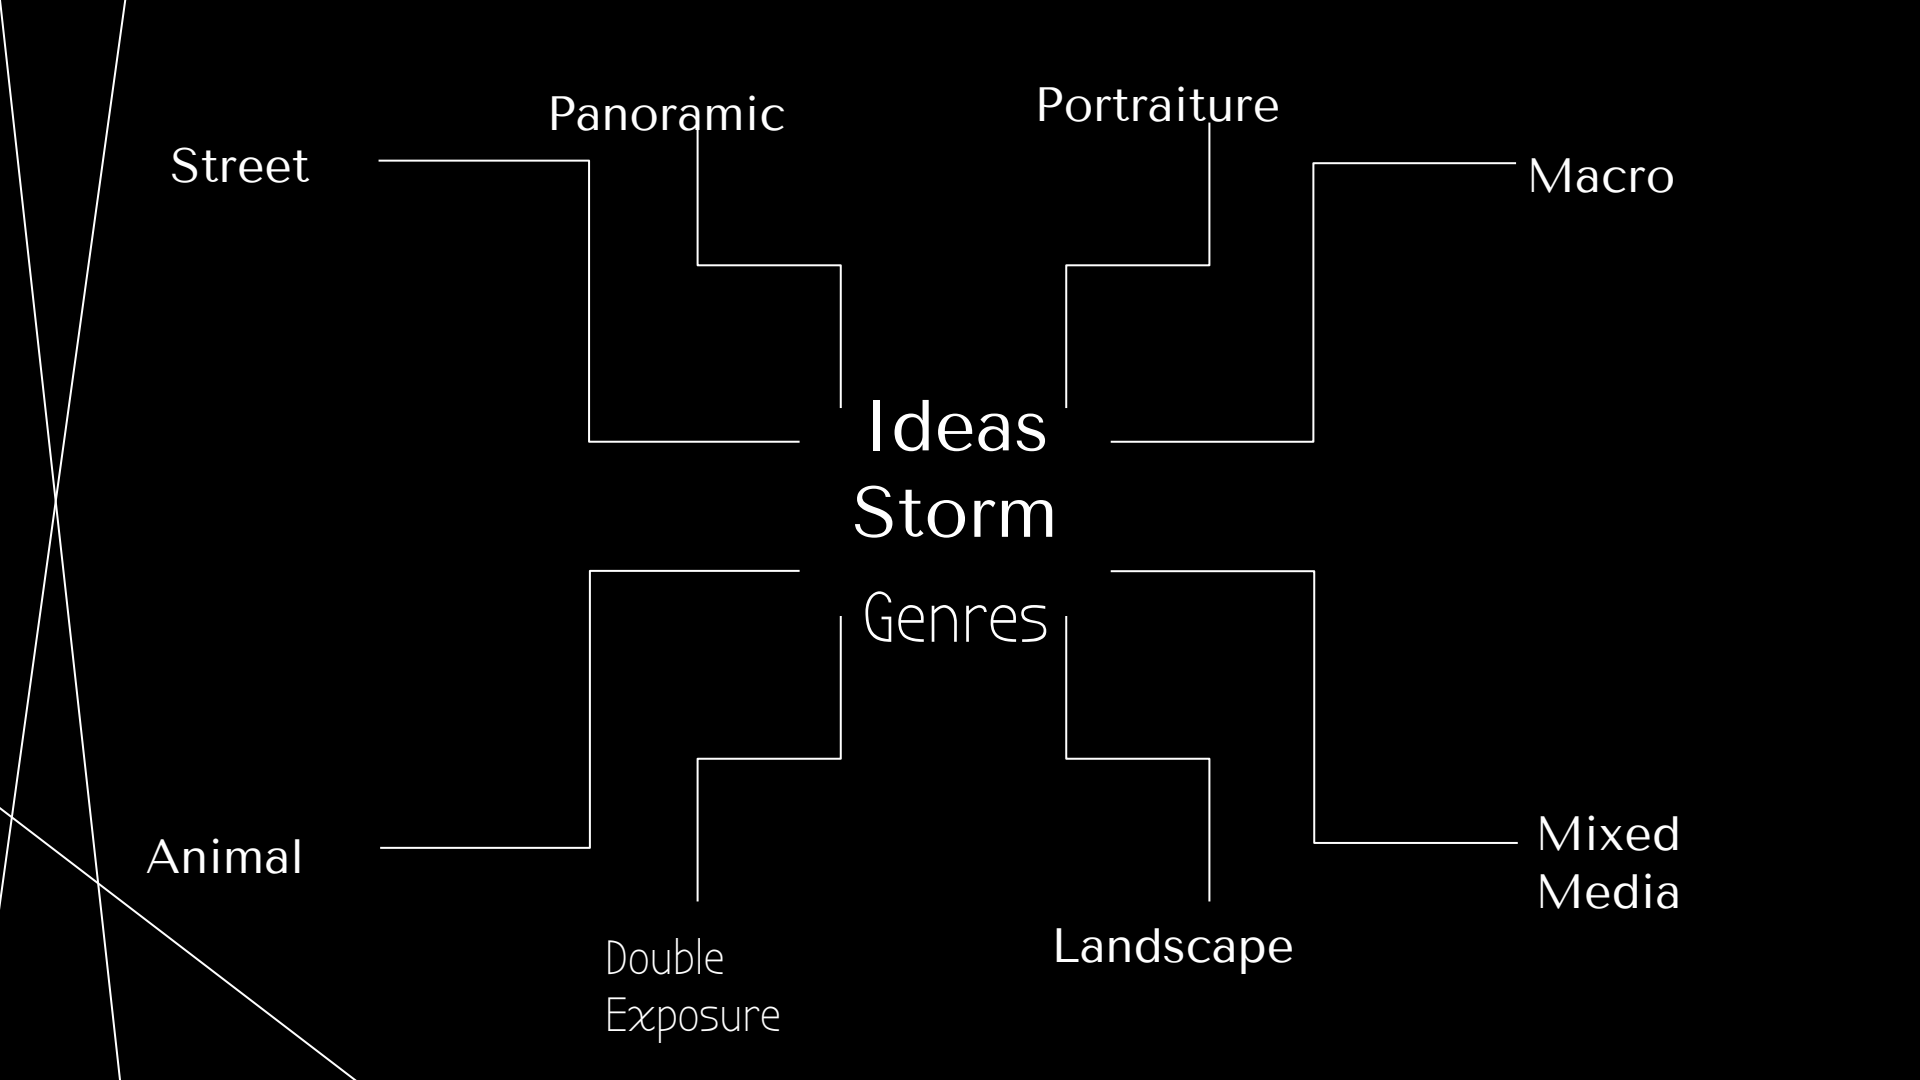 Panoramic
Portraiture
Street
Macro
Ideas
Storm
Genres
Animal
Mixed
Media
Double
Exposure
Landscape